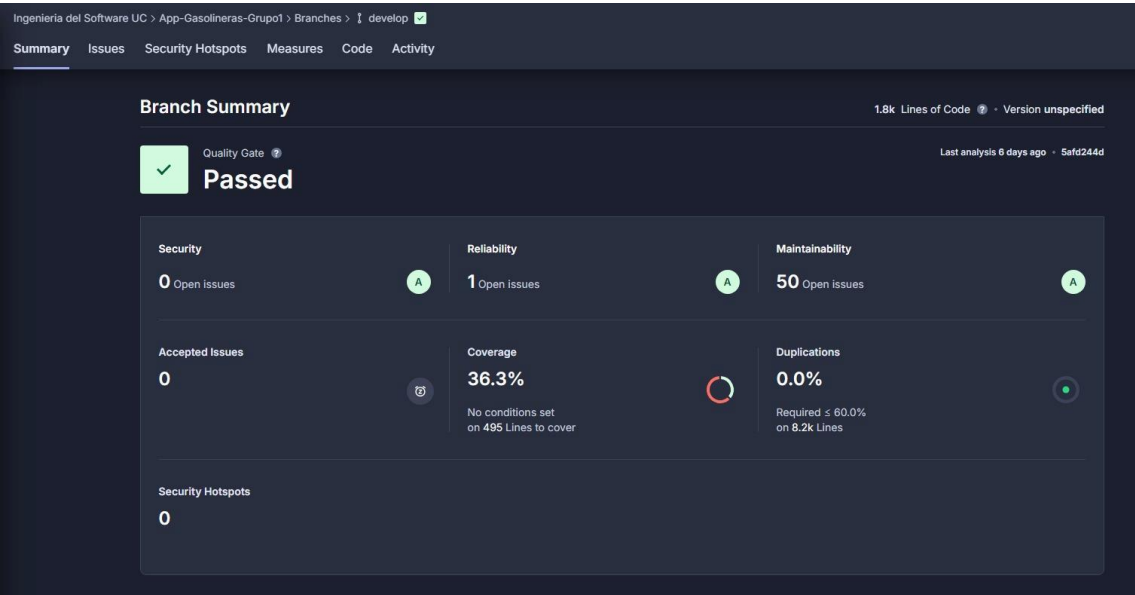 Ingenieria del Software UC > App-Gasolineras-Grupo1 > Branches > develop
Summary Issues Security Hotspots Measures Code Activity
Branch Summary
1.8k Lines of Code ? • Version unspecified
Quality Gate ?
Passed
Last analysis 6 days ago • 5afd244d
Security
0 Open issues
A
Reliability
1 Open issues
A
Maintainability
50 Open issues
A
Accepted Issues
0
Coverage
36.3%
No conditions set
on 495 Lines to cover
Duplications
0.0%
Required ≤ 60.0%
on 8.2k Lines
Security Hotspots
0